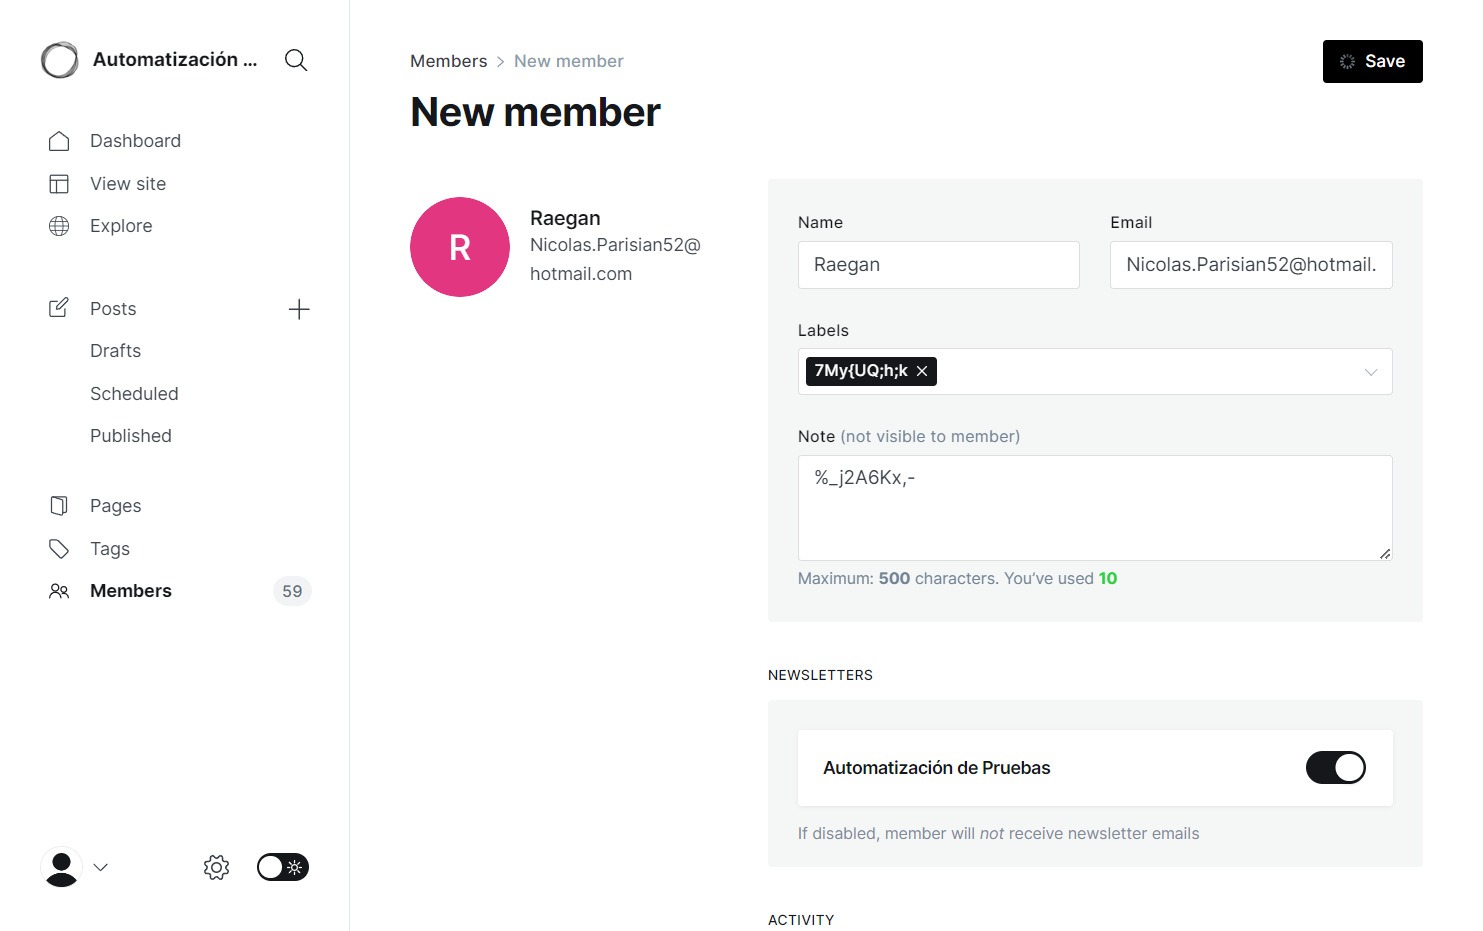 Automatización ...
Dashboard
View site
Explore
Posts
Drafts
Scheduled
Published
Pages
Tags
Members 59
Members > New member
Save
New member
R
Raegan
Nicolas.Parisian52@
hotmail.com
Name
Raegan
Email
Nicolas.Parisian52@hotmail.
Labels
7My{UQ;h;k
Note (not visible to member)
%_j2A6Kx,-
Maximum: 500 characters. You’ve used 10
NEWSLETTERS
Automatización de Pruebas
If disabled, member will not receive newsletter emails
ACTIVITY